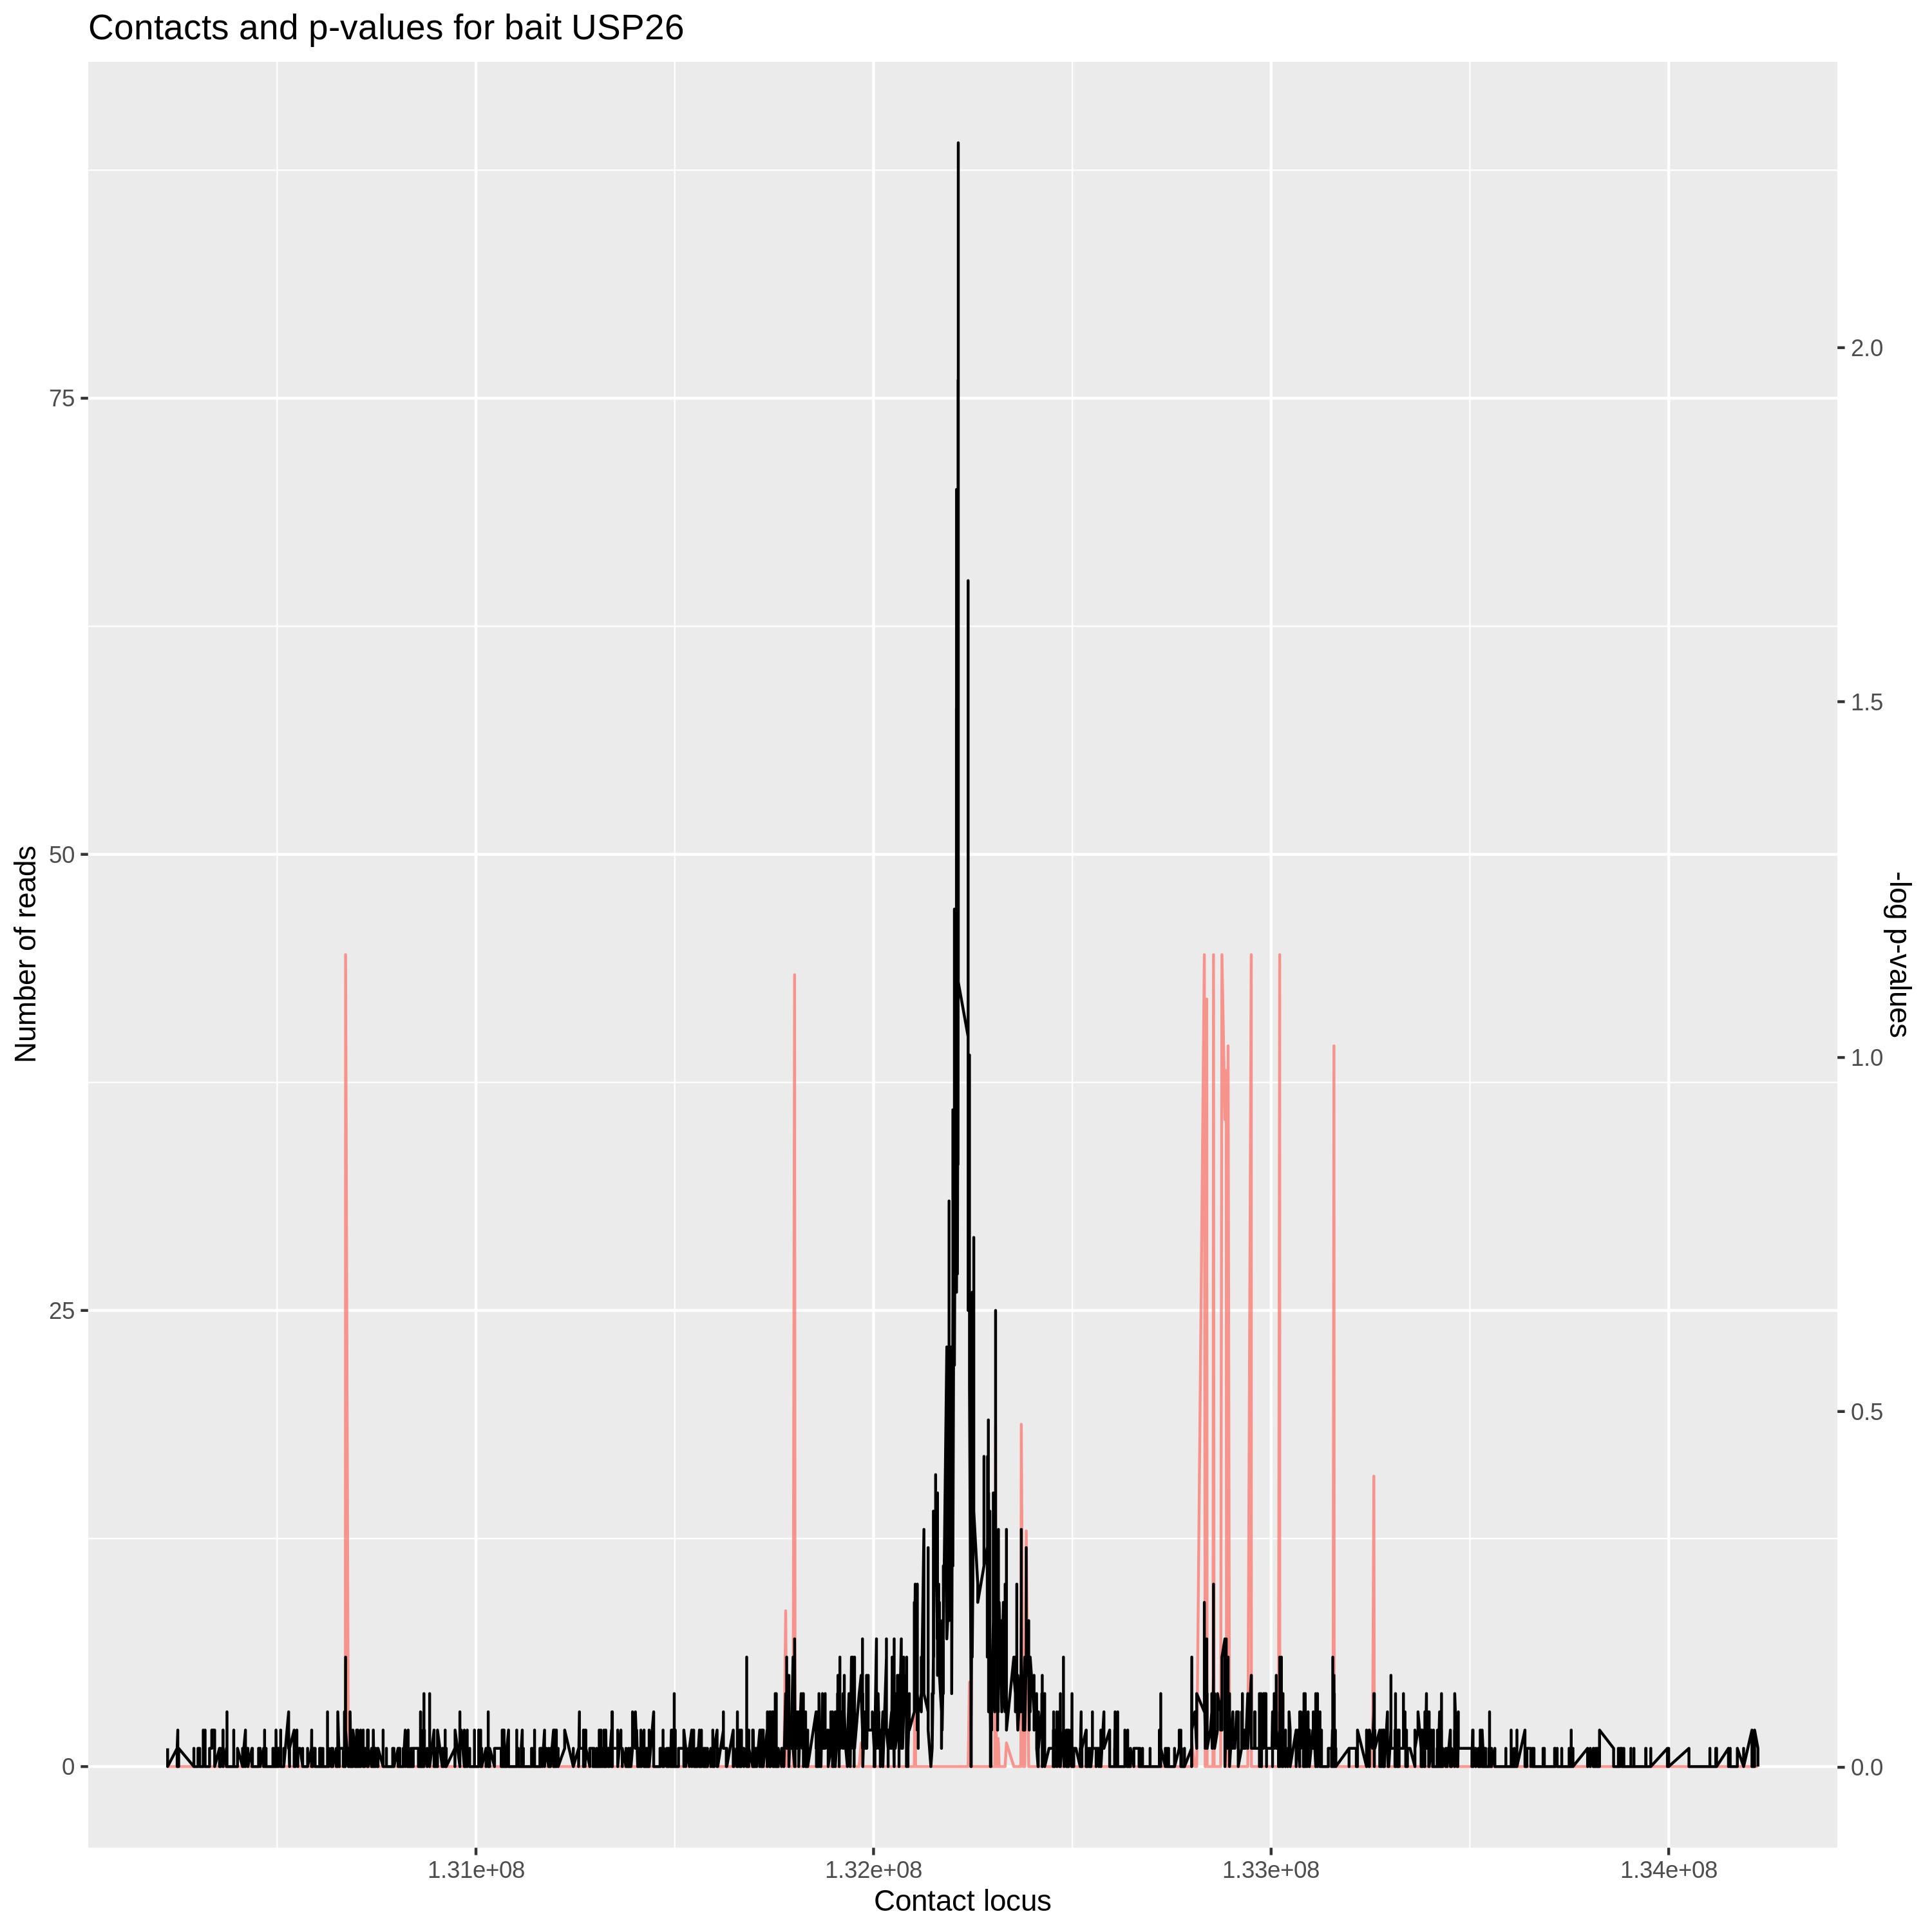 Contacts and p-values for bait USP26
75
50
25
0
Number of reads
2.0
1.5
1.0
0.5
0.0
-log p-values
1.31e+08
1.32e+08
1.33e+08
1.34e+08
Contact locus